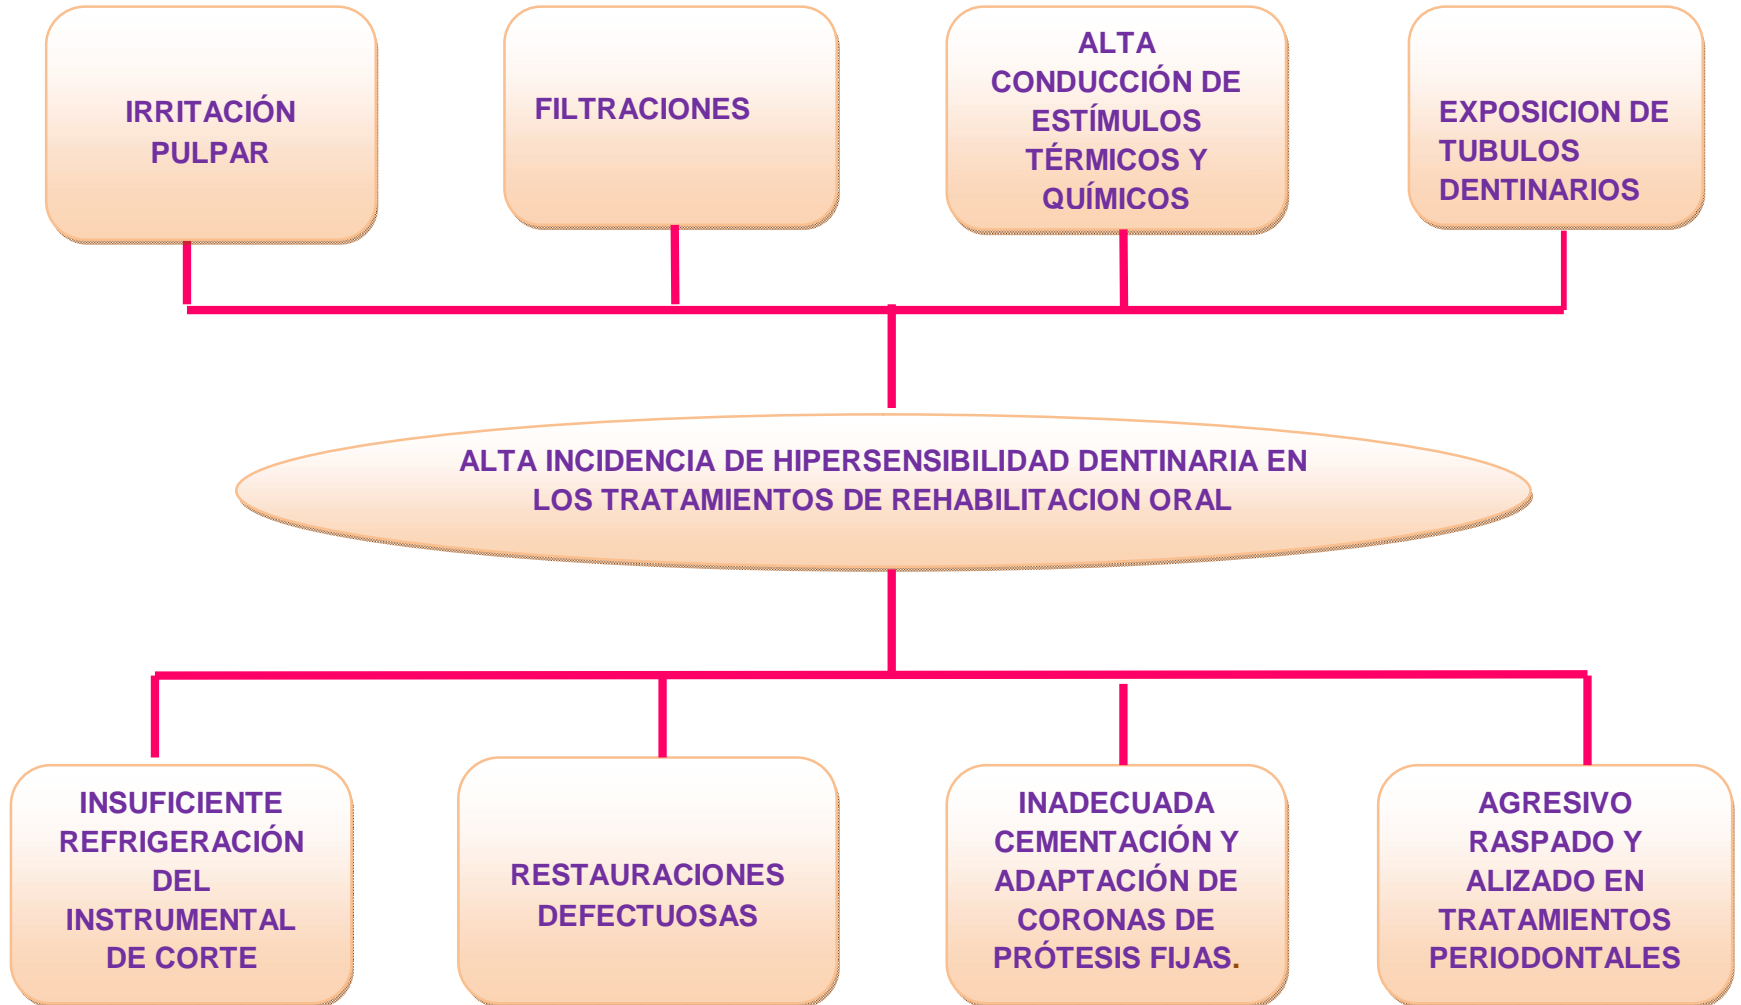 IRRITACIÓN
PULPAR
FILTRACIONES
ALTA
CONDUCCIÓN DE
ESTÍMULOS
TÉRMICOS Y
QUÍMICOS
EXPOSICION DE
TUBULOS
DENTINARIOS
ALTA INCIDENCIA DE HIPERSENSIBILIDAD DENTINARIA EN
LOS TRATAMIENTOS DE REHABILITACION ORAL
INSUFICIENTE
REFRIGERACIÓN
DEL
INSTRUMENTAL
DE CORTE
RESTAURACIONES
DEFECTUOSAS
INADECUADA
CEMENTACIÓN Y
ADAPTACIÓN DE
CORONAS DE
PRÓTESIS FIJAS.
AGRESIVO
RASPADO Y
ALIZADO EN
TRATAMIENTOS
PERIODONTALES